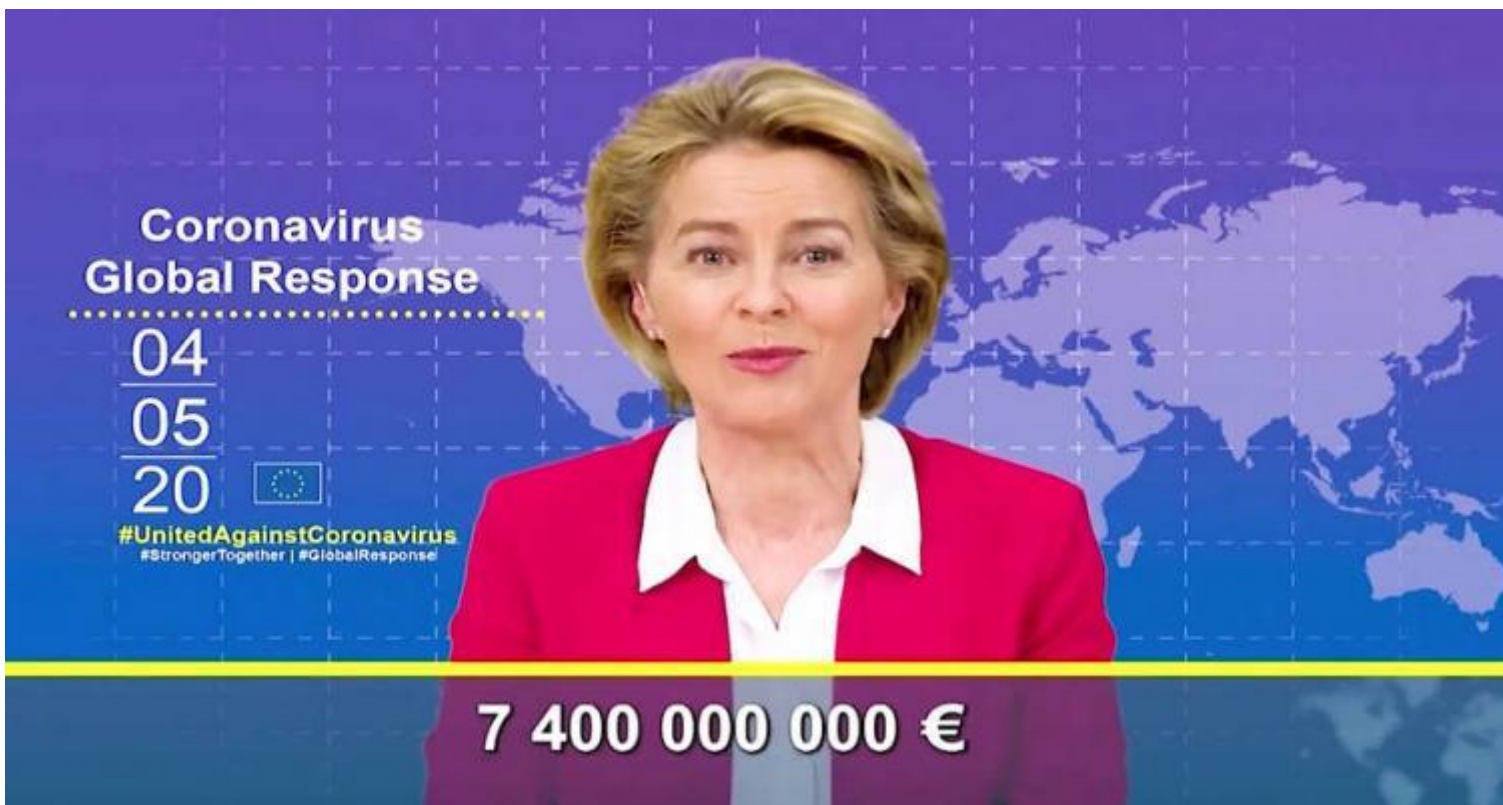 Coronavirus
Global Response
04
05
20
#UnitedAgainstCoronavirus
#StrongerTogether | #GlobalResponse
7 400 000 000 €